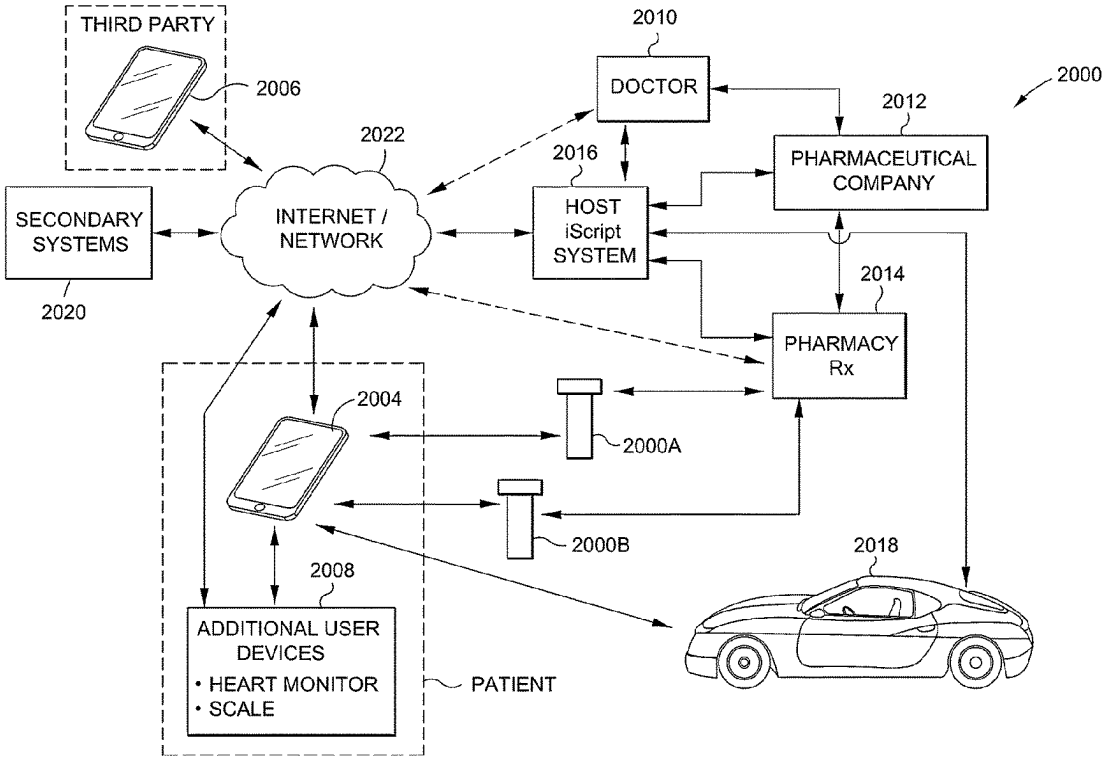 THIRD PARTY
2006
2010
DOCTOR
2000
2012
PHARMACEUTICAL
COMPANY
2022
INTERNET /
NETWORK
2016
HOST
iScript
SYSTEM
SECONDARY
SYSTEMS
2020
2014
PHARMACY
Rx
2004
2000A
2000B
2018
2008
ADDITIONAL USER
DEVICES
• HEART MONITOR
• SCALE
PATIENT